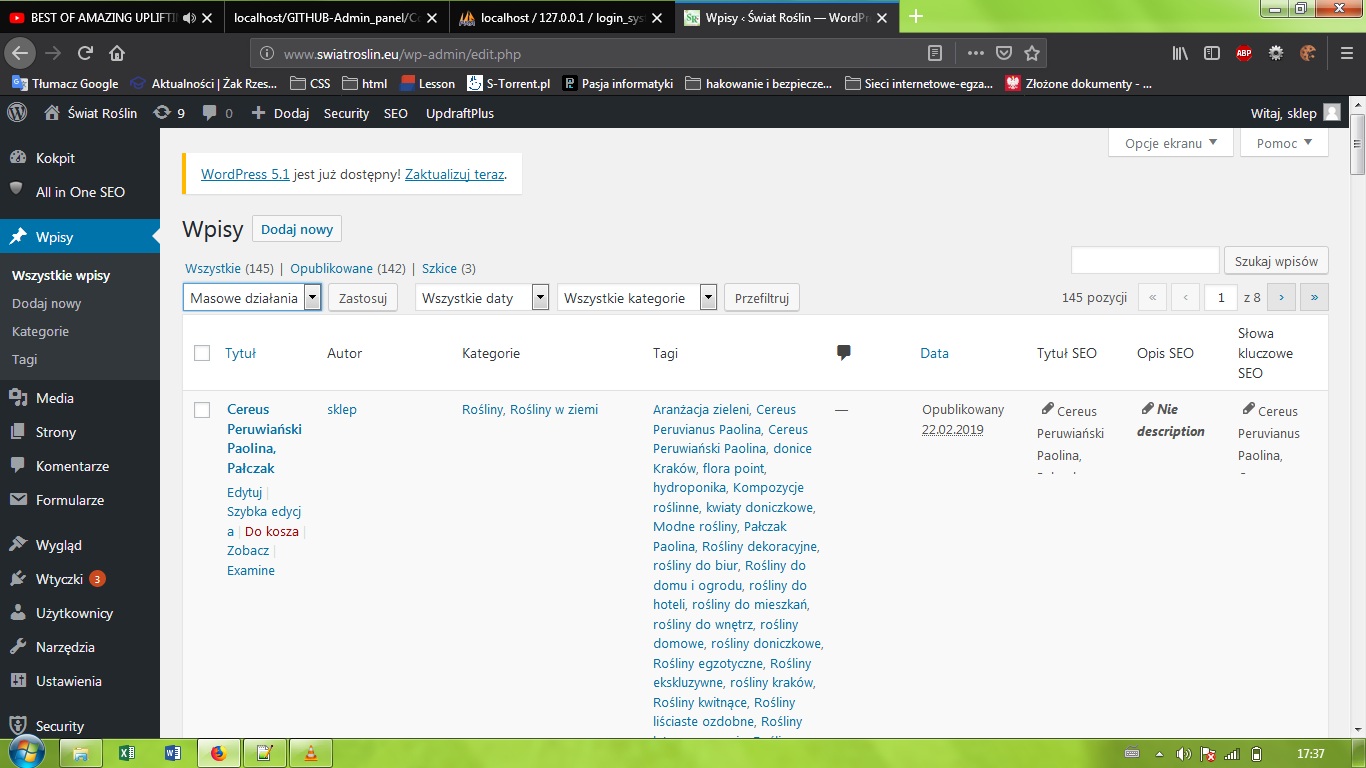 BEST OF AMAZING UPLIFTIN
localhost/GITHUB-Admin_panel/Co
localhost / 127.0.0.1 / login_sys
Wpisy ‹ Świat Roślin — WordPr
www.swiatroslin.eu/wp-admin/edit.php
ABP
Tłumacz Google
Aktualności | Żak Rzes...
CSS
html
Lesson
S-Torrent.pl
Pasja informatyki
hakowanie i bezpiecze...
Sieci internetowe-egza...
Złożone dokumenty - ...
Świat Roślin
9
0
Dodaj
Security
SEO
UpdraftPlus
Witaj, sklep
Kokpit
All in One SEO
Wpisy
Wszystkie wpisy
Dodaj nowy
Kategorie
Tagi
Media
Strony
Komentarze
Formularze
Wygląd
Wtyczki 3
Użytkownicy
Narzędzia
Ustawienia
Security
Opcje ekranu
Pomoc
WordPress 5.1 jest już dostępny! Zaktualizuj teraz.
Wpisy
Dodaj nowy
Wszystkie (145) | Opublikowane (142) | Szkice (3)
Szukaj wpisów
Masowe działania
Zastosuj
Wszystkie daty
Wszystkie kategorie
Przefiltruj
145 pozycji
«
‹
1
z 8
›
»
Tytuł
Autor
Kategorie
Tagi
Data
Tytuł SEO
Opis SEO
Słowa
kluczowe
SEO
Cereus
Peruwiański
Paolina,
Pałczak
Edytuj |
Szybka edycj
a | Do kosza |
Zobacz |
Examine
sklep
Rośliny, Rośliny w ziemi
Aranżacja zieleni, Cereus
Peruvianus Paolina, Cereus
Peruwiański Paolina, donice
Kraków, flora point,
hydroponika, Kompozycje
roślinne, kwiaty doniczkowe,
Modne rośliny, Pałczak
Paolina, Rośliny dekoracyjne,
rośliny do biur, Rośliny do
domu i ogrodu, rośliny do
hoteli, rośliny do mieszkań,
rośliny do wnętrz, rośliny
domowe, rośliny doniczkowe,
Rośliny egzotyczne, Rośliny
ekskluzywne, rośliny kraków,
Rośliny kwitnące, Rośliny
liściaste ozdobne, Rośliny
—
Opublikowany
22.02.2019
Cereus
Peruwiański
Paolina,
Nie
description
Cereus
Peruvianus
Paolina,
17:37